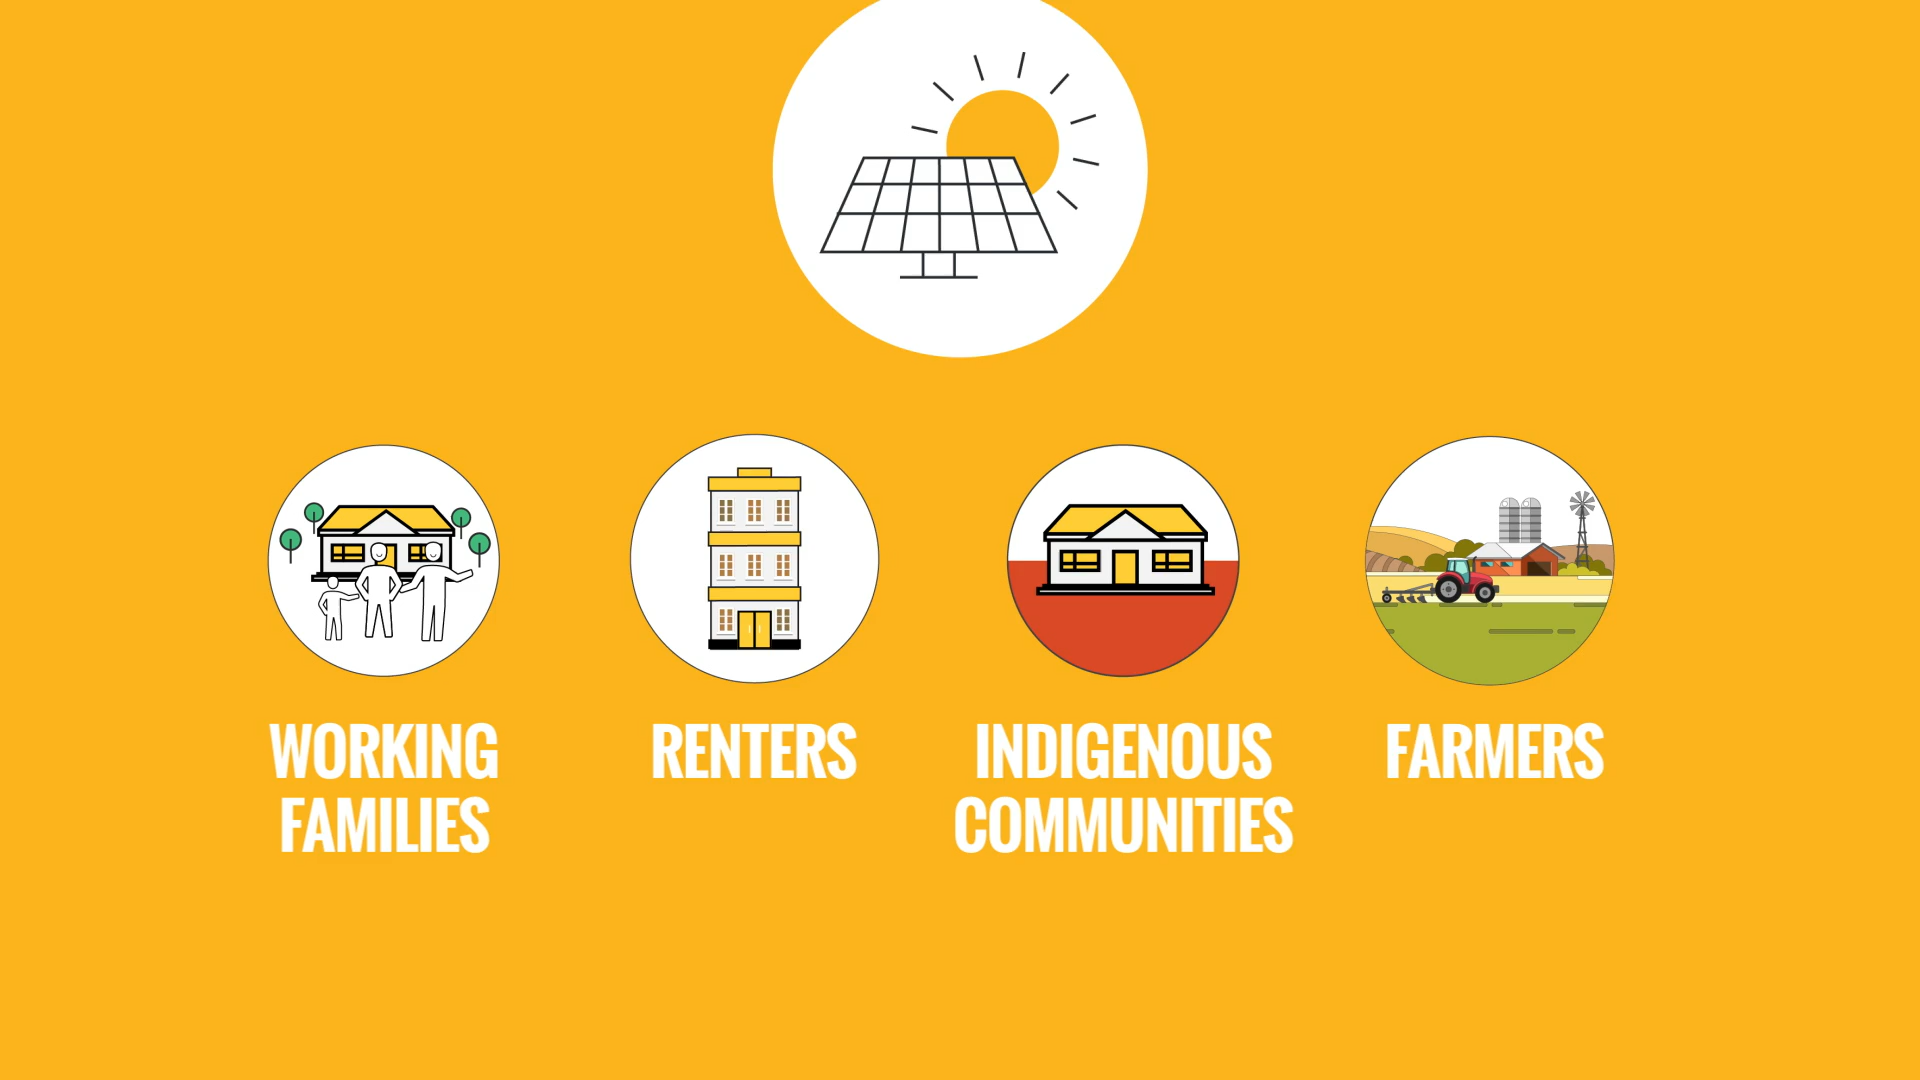 WORKING
FAMILIES
RENTERS
INDIGENOUS
COMMUNITIES
FARMERS